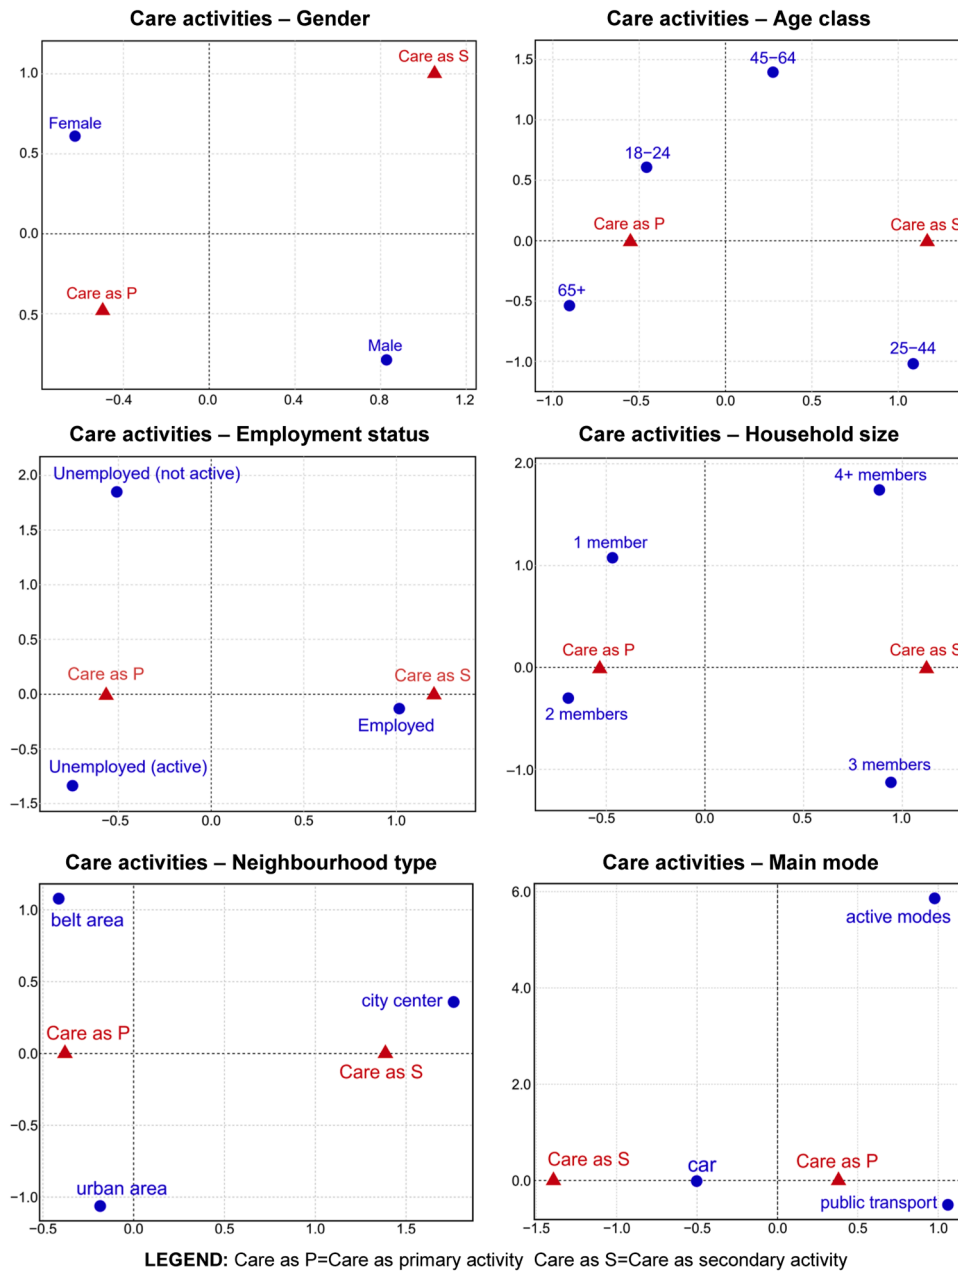 Care activities – Gender
1.0
0.5
0.0
0.5
Care as S
Female
Care as P
Male
−0.4
0.0
0.4
0.8
1.2
Care activities – Age class
1.5
1.0
0.5
0.0
−0.5
−1.0
45−64
18−24
Care as P
Care as S
65+
25−44
−1.0
−0.5
0.0
0.5
1.0
Care activities – Employment status
2.0
1.5
1.0
0.5
0.0
−0.5
−1.5
Unemployed (not active)
Care as P
Care as S
Employed
Unemployed (active)
−0.5
0.0
0.5
1.0
Care activities – Household size
2.0
1.0
0.0
−1.0
4+ members
1 member
Care as P
Care as S
2 members
3 members
−0.5
0.0
0.5
1.0
Care activities – Neighbourhood type
1.0
0.5
0.0
−0.5
−1.0
belt area
city center
Care as P
Care as S
urban area
−0.5
0.0
0.5
1.0
1.5
Care activities – Main mode
6.0
4.0
2.0
0.0
active modes
Care as S
car
Care as P
public transport
−1.5
−1.0
−0.5
0.0
0.5
1.0
LEGEND: Care as P=Care as primary activity Care as S=Care as secondary activity